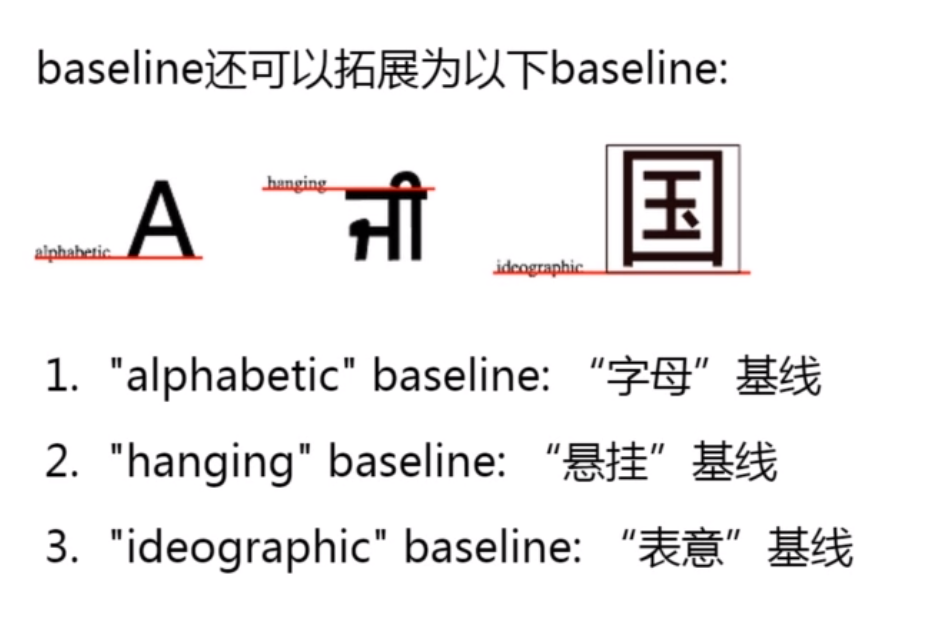 baseline还可以拓展为以下baseline:
alphabetic A
hanging
ideographic 国
1. "alphabetic" baseline: “字母”基线
2. "hanging" baseline: “悬挂”基线
3. "ideographic" baseline: “表意”基线